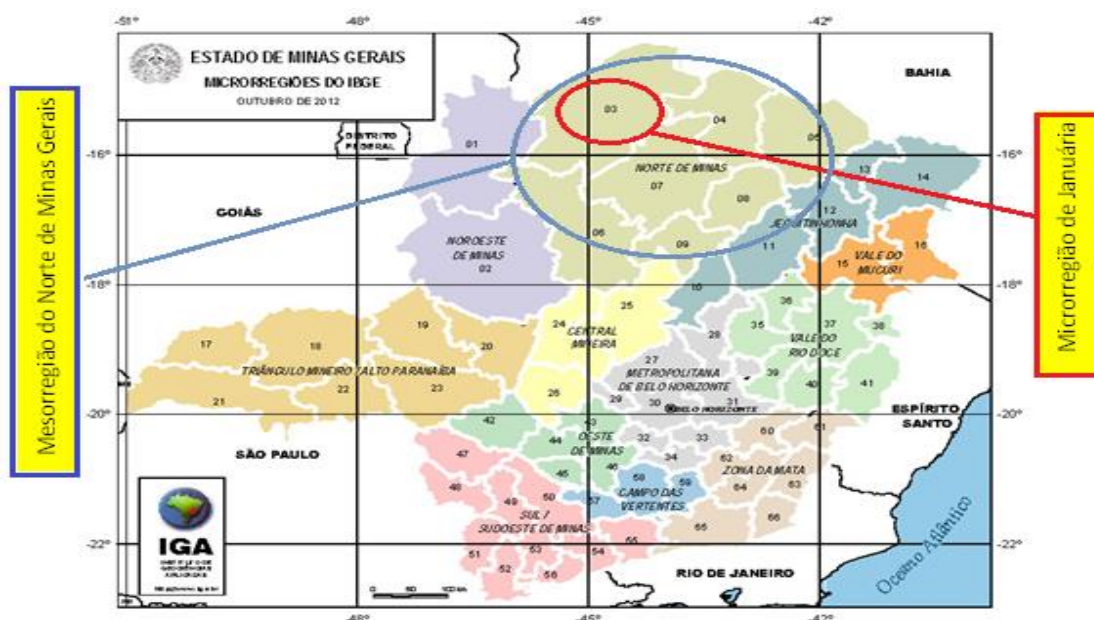 -51°
-48°
-45°
-42°
ESTADO DE MINAS GERAIS
MICRORREGIÕES DO IBGE
OUTUBRO DE 2012
BAHIA
DISTRITO
FEDERAL
GOIÁS
Mesorregião do Norte de Minas Gerais
Microrregião de Januária
-16°
-16°
01
03
04
05
NORTE DE MINAS
07
08
06
09
13
14
12
JEQUITINHONHA
11
10
NOROESTE
DE MINAS
02
16
15
VALE DO
MUCURI
-18°
-18°
17
18
19
20
TRIÂNGULO MINEIRO / ALTO PARANAÍBA
21
22
23
24
25
CENTRAL
MINEIRA
26
28
27
METROPOLITANA
DE BELO HORIZONTE
29
30
31
BELO HORIZONTE
36
35
37
38
VALE DO
RIO DOCE
39
40
41
-20°
-20°
ESPÍRITO
SANTO
SÃO PAULO
42
43
44
OESTE
DE MINAS
45
46
32
33
34
60
61
62
ZONA DA MATA
63
64
65
66
47
48
49
50
SUL /
SUDOESTE DE MINAS
51
52
53
54
55
56
57
58
59
CAMPO DAS
VERTENTES
-22°
-22°
IGA
RIO DE JANEIRO
Oceano Atlântico
0
50
100 km
-48°
-45°
-42°